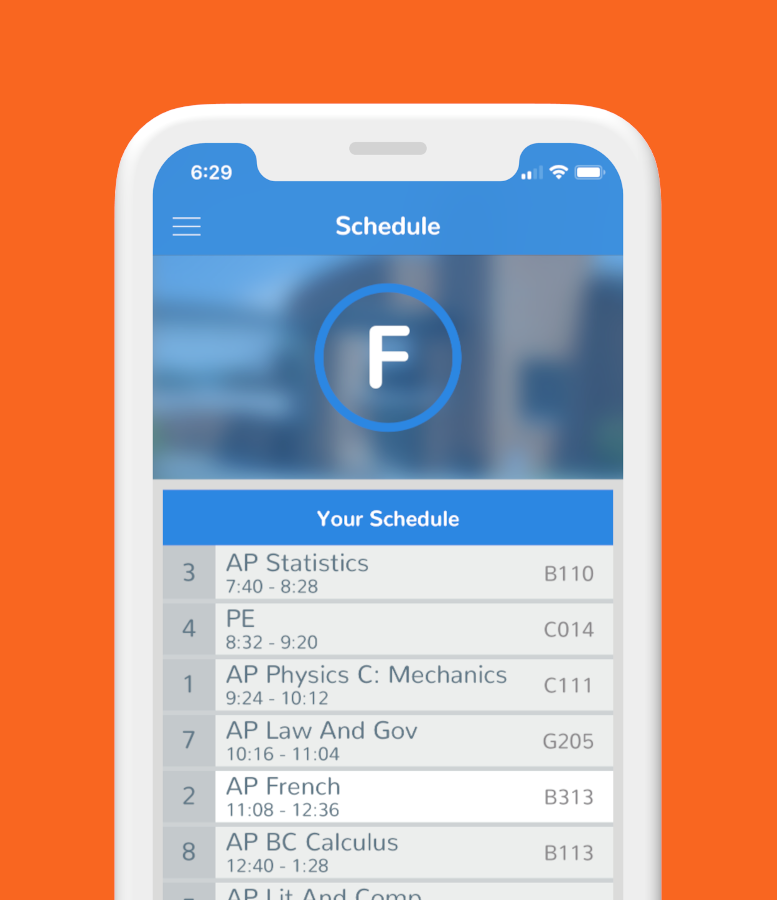 6:29
Schedule
F
Your Schedule
3 AP Statistics B110
7:40 - 8:28
4 PE C014
8:32 - 9:20
1 AP Physics C: Mechanics C111
9:24 - 10:12
7 AP Law And Gov G205
10:16 - 11:04
2 AP French B313
11:08 - 12:36
8 AP BC Calculus B113
12:40 - 1:28
AP Lit And Comp